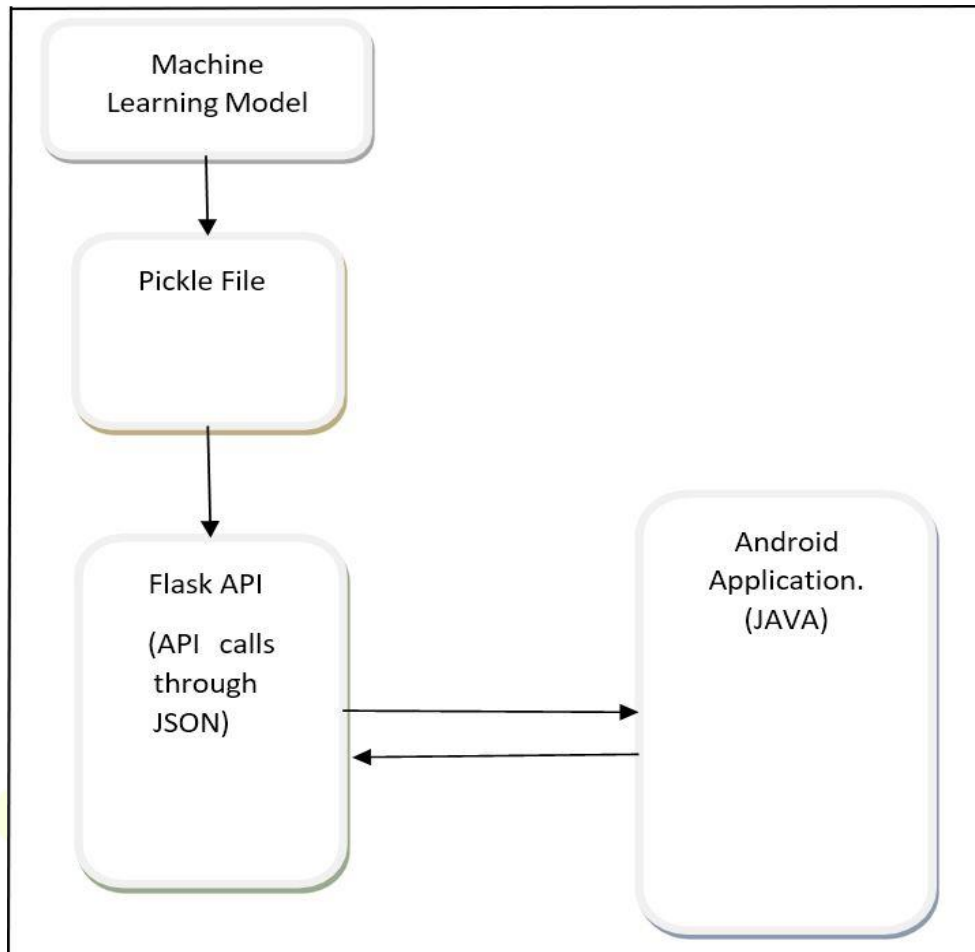 Machine
Learning Model
Pickle File
Flask API
(API calls
through
JSON)
Android
Application.
(JAVA)